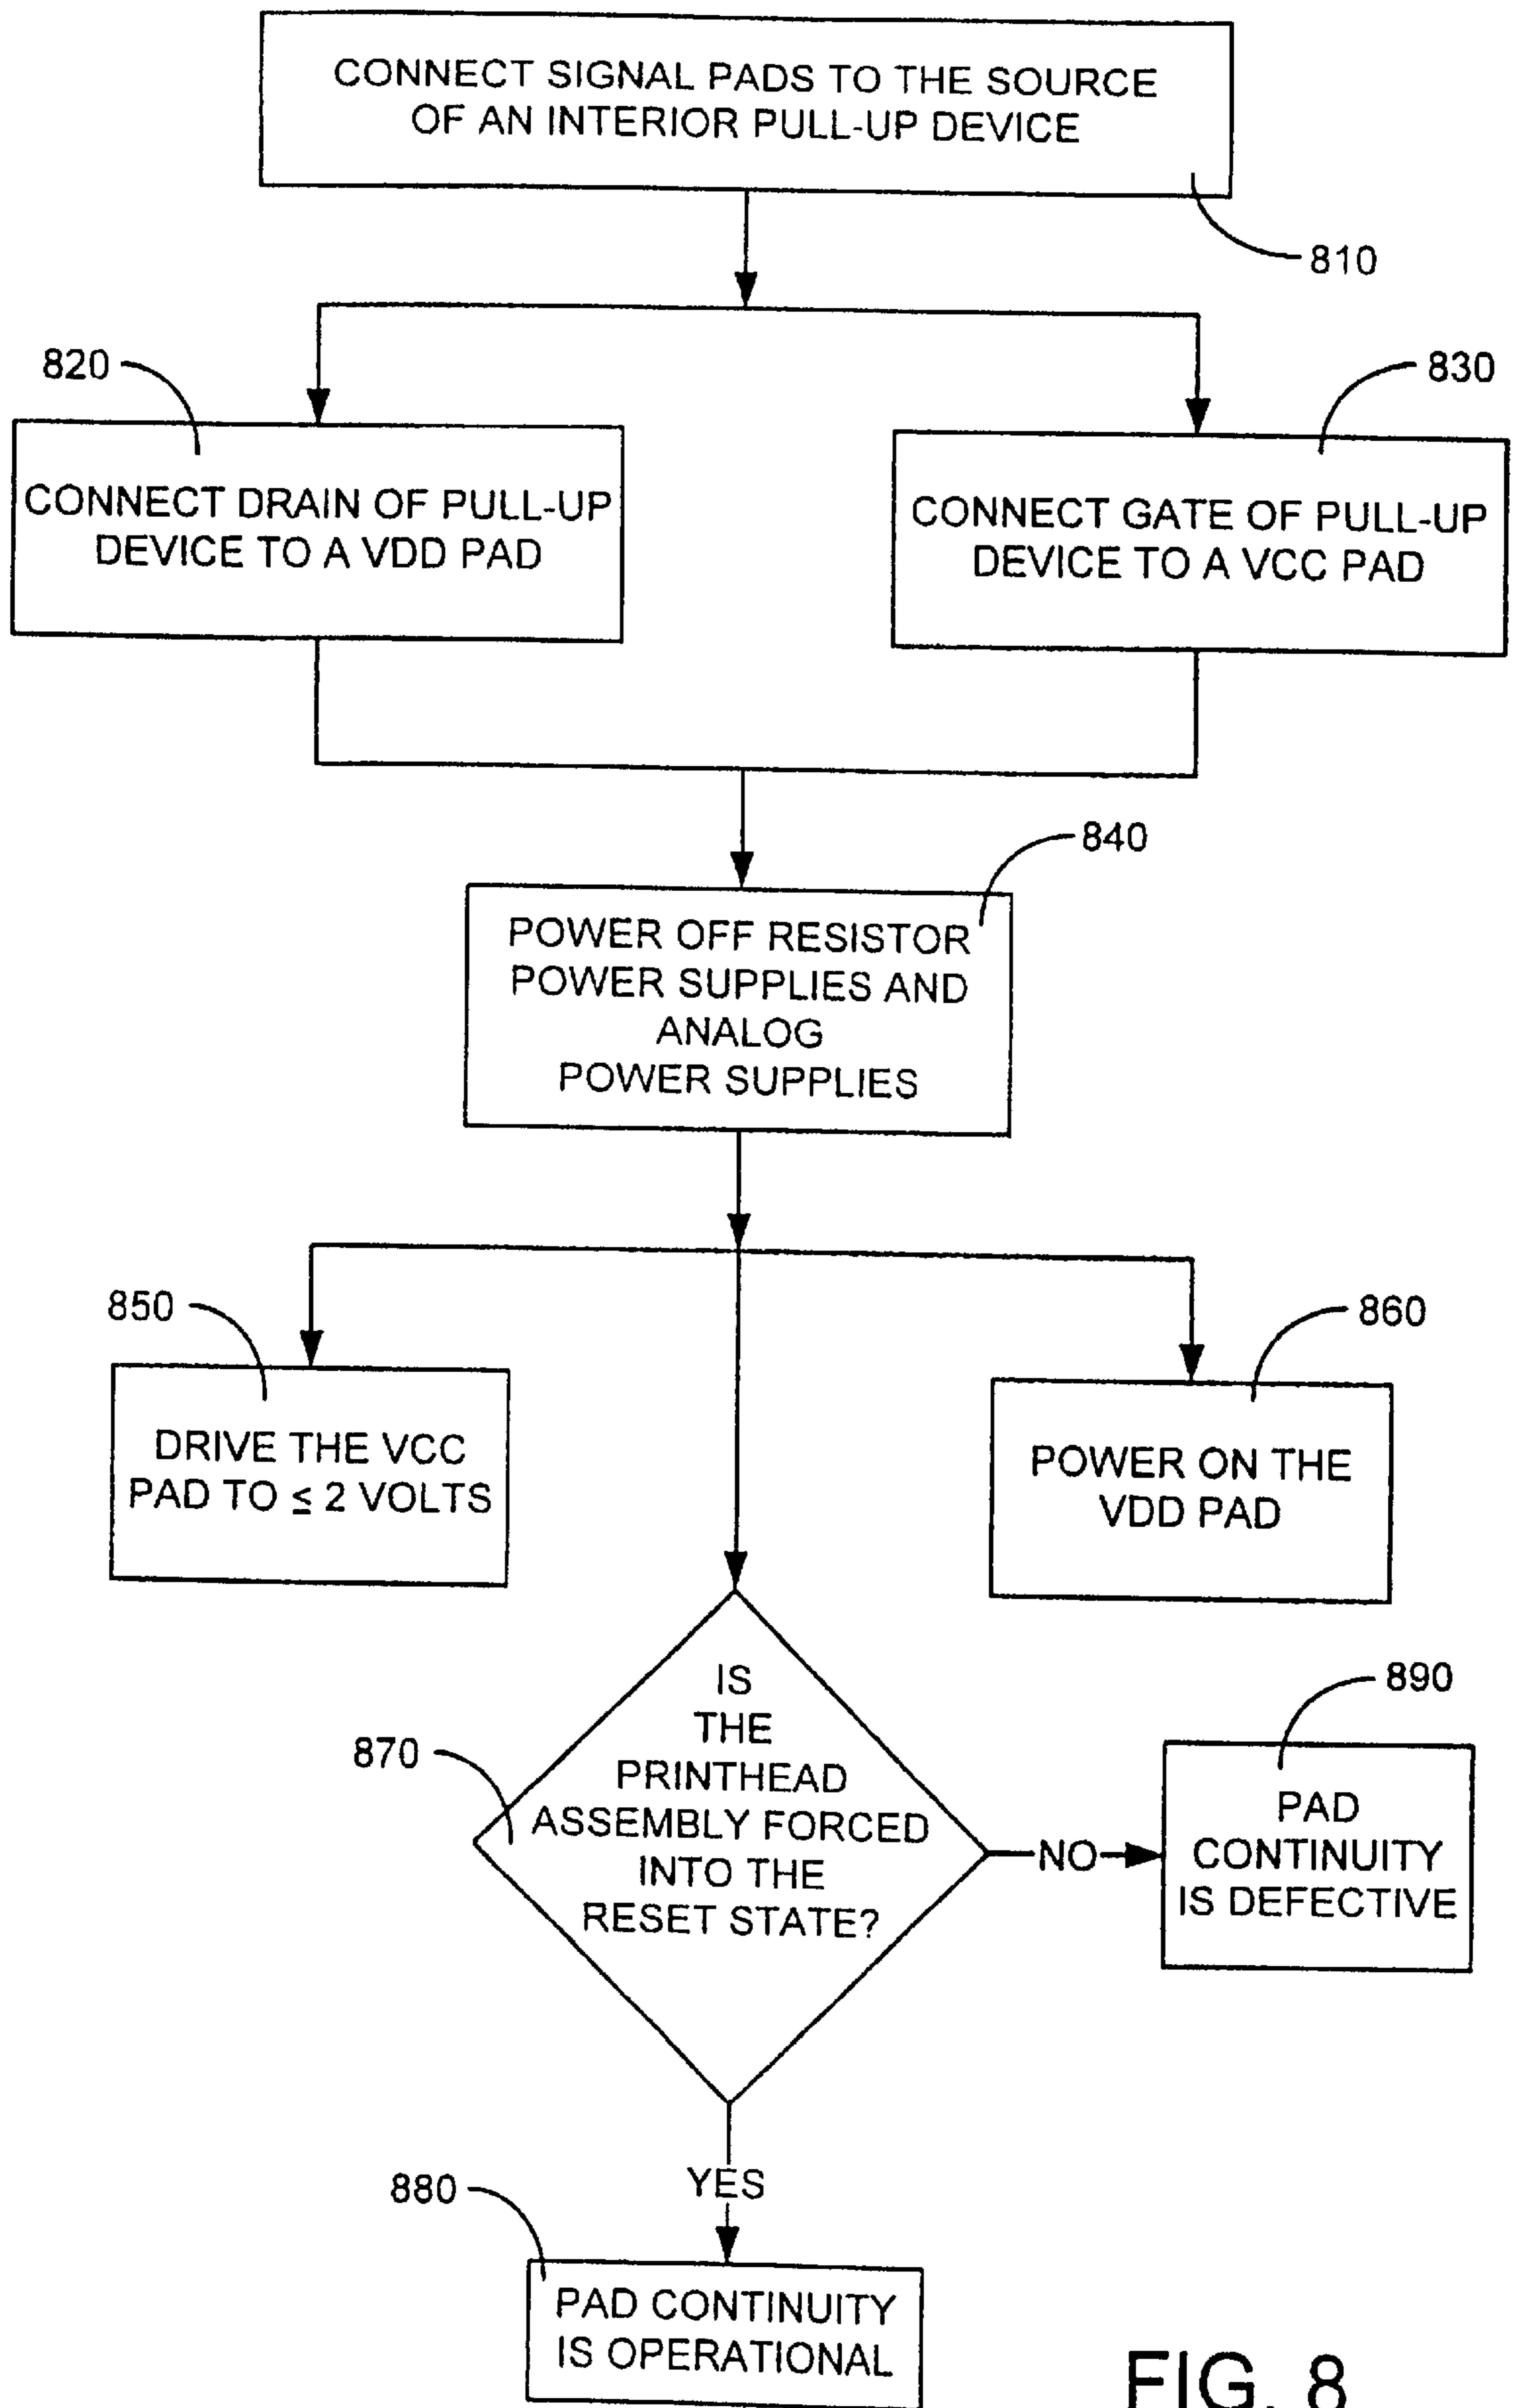 CONNECT SIGNAL PADS TO THE SOURCE
OF AN INTERIOR PULL-UP DEVICE
810
820
830
CONNECT DRAIN OF PULL-UP
DEVICE TO A VDD PAD
CONNECT GATE OF PULL-UP
DEVICE TO A VCC PAD
840
POWER OFF RESISTOR
POWER SUPPLIES AND
ANALOG
POWER SUPPLIES
850
860
DRIVE THE VCC
PAD TO ≤ 2 VOLTS
POWER ON THE
VDD PAD
870
IS
THE
PRINTHEAD
ASSEMBLY FORCED
INTO THE
RESET STATE?
NO
890
PAD
CONTINUITY
IS DEFECTIVE
YES
880
PAD CONTINUITY
IS OPERATIONAL
FIG. 8